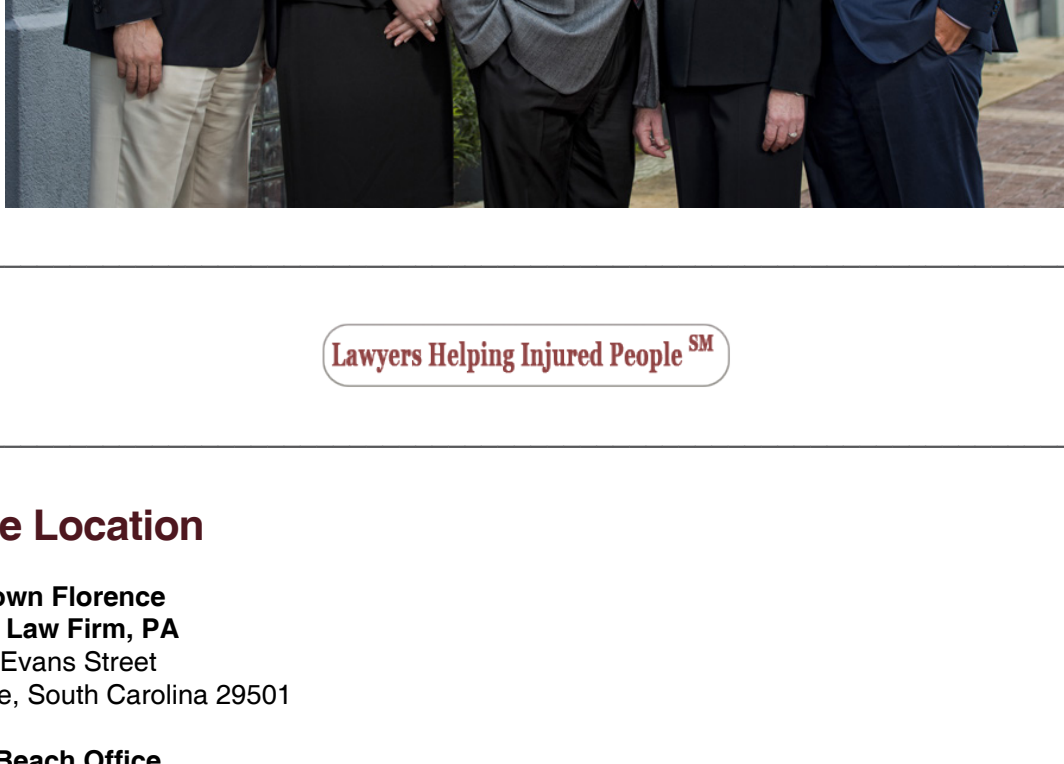 Lawyers Helping Injured People SM
e Location
own Florence
Law Firm, PA
Evans Street
e, South Carolina 29501
Beach Office